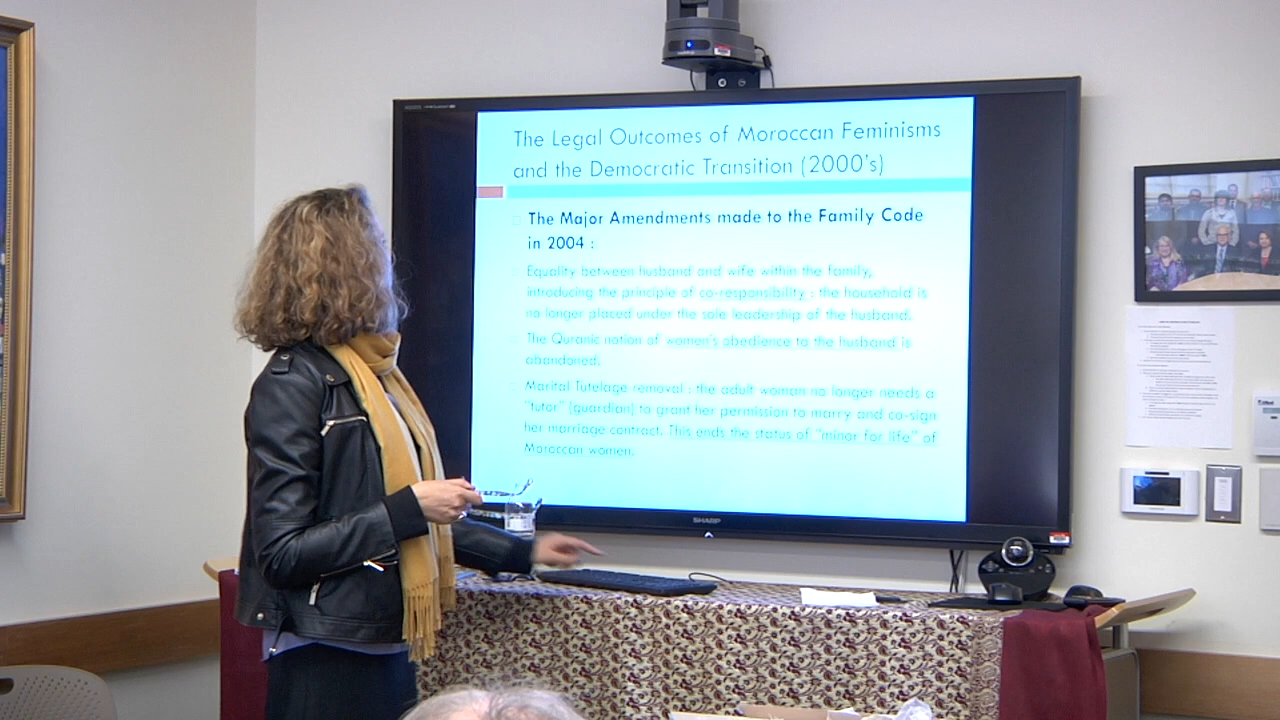 The Legal Outcomes of Moroccan Feminisms
and the Democratic Transition (2000's)
The Major Amendments made to the Family Code
in 2004 :
Equality between husband and wife within the family,
introducing the principle of co-responsibility : the household is
no longer placed under the sole leadership of the husband.
The Quranic notion of women's obedience to the husband is
abandoned.
Marital Tutelage removal : the adult woman no longer needs a
"tutor" (guardian) to grant her permission to marry and co-sign
her marriage contract. This ends the status of "minor for life" of
Moroccan women.
SHARP